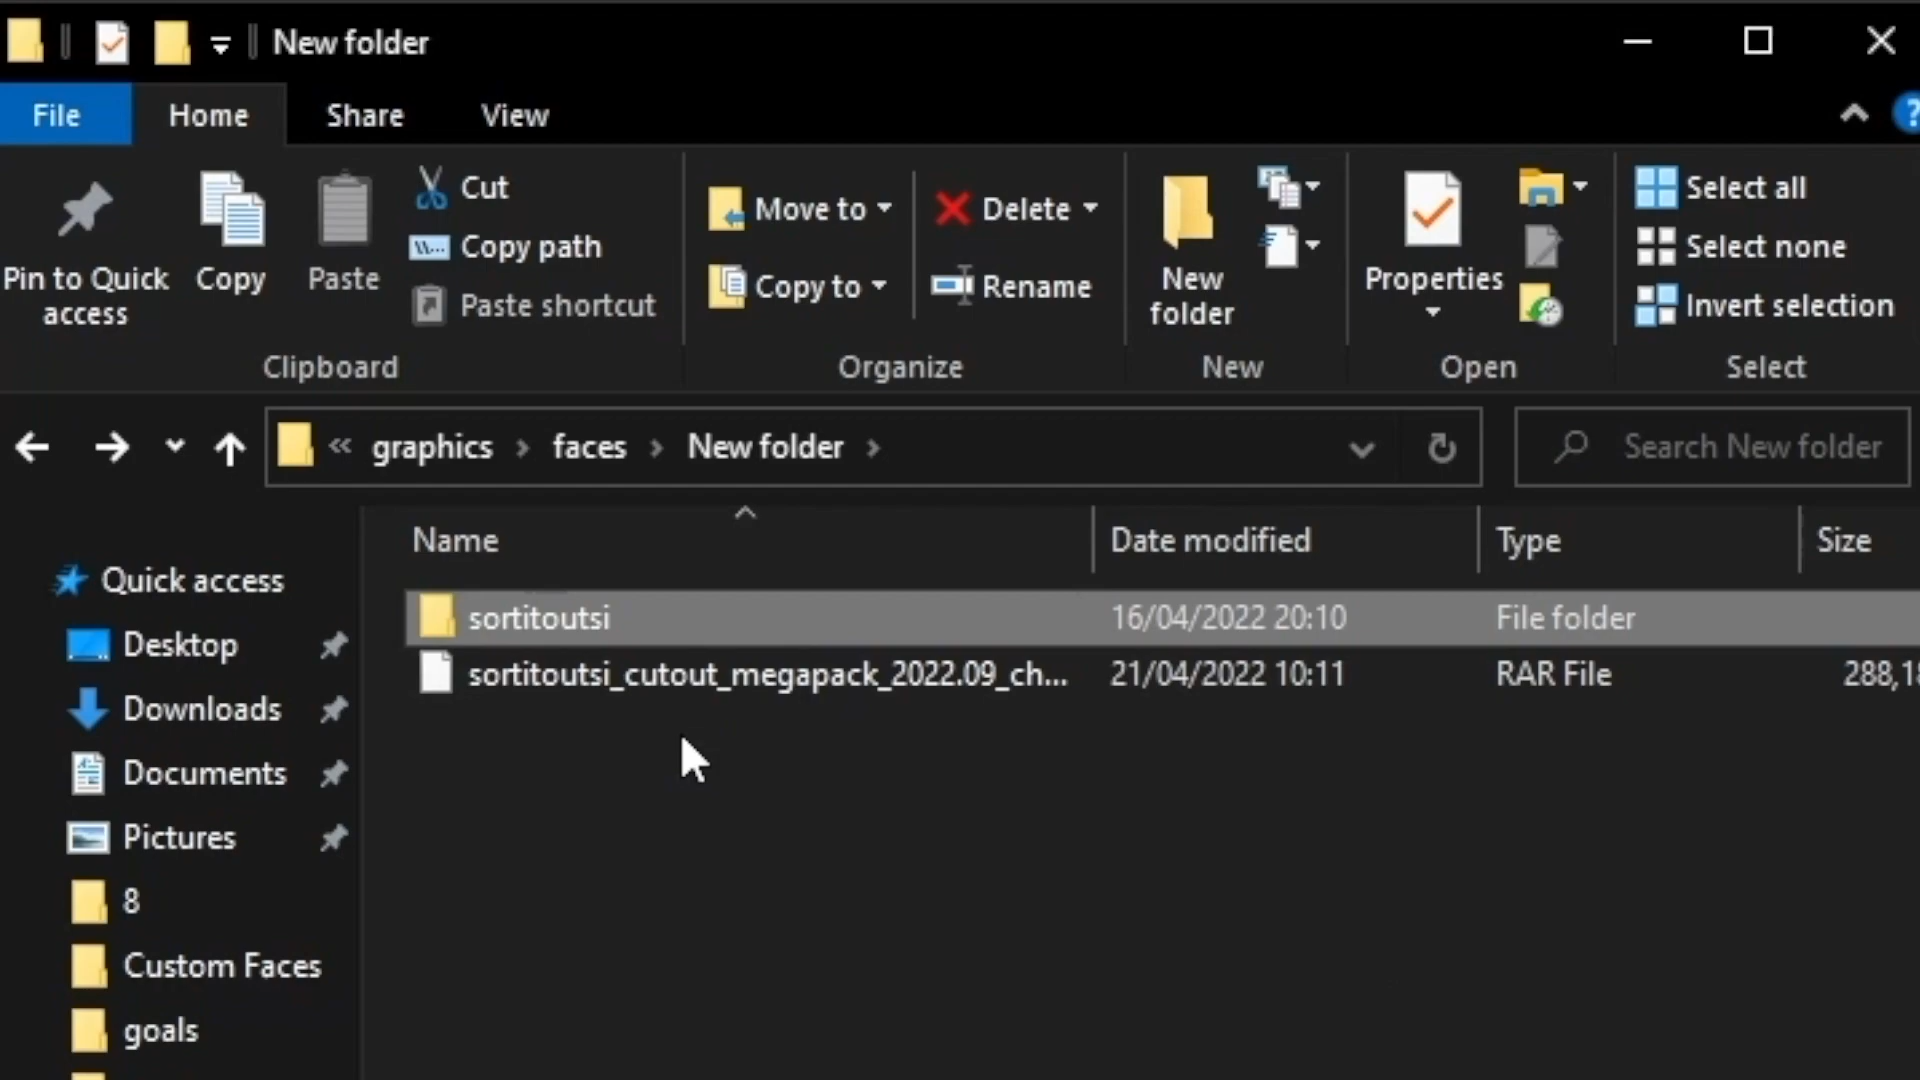 New folder
File Home Share View
Pin to Quick access
Copy
Paste
Cut
Copy path
Paste shortcut
Clipboard
Move to
Copy to
Delete
Rename
Organize
New folder
New
Properties
Open
Select all
Select none
Invert selection
Select
« graphics › faces › New folder ›
Search New folder
Name Date modified Type Size
sortitoutsi 16/04/2022 20:10 File folder
sortitoutsi_cutout_megapack_2022.09_ch... 21/04/2022 10:11 RAR File 288,18
Quick access
Desktop
Downloads
Documents
Pictures
8
Custom Faces
goals